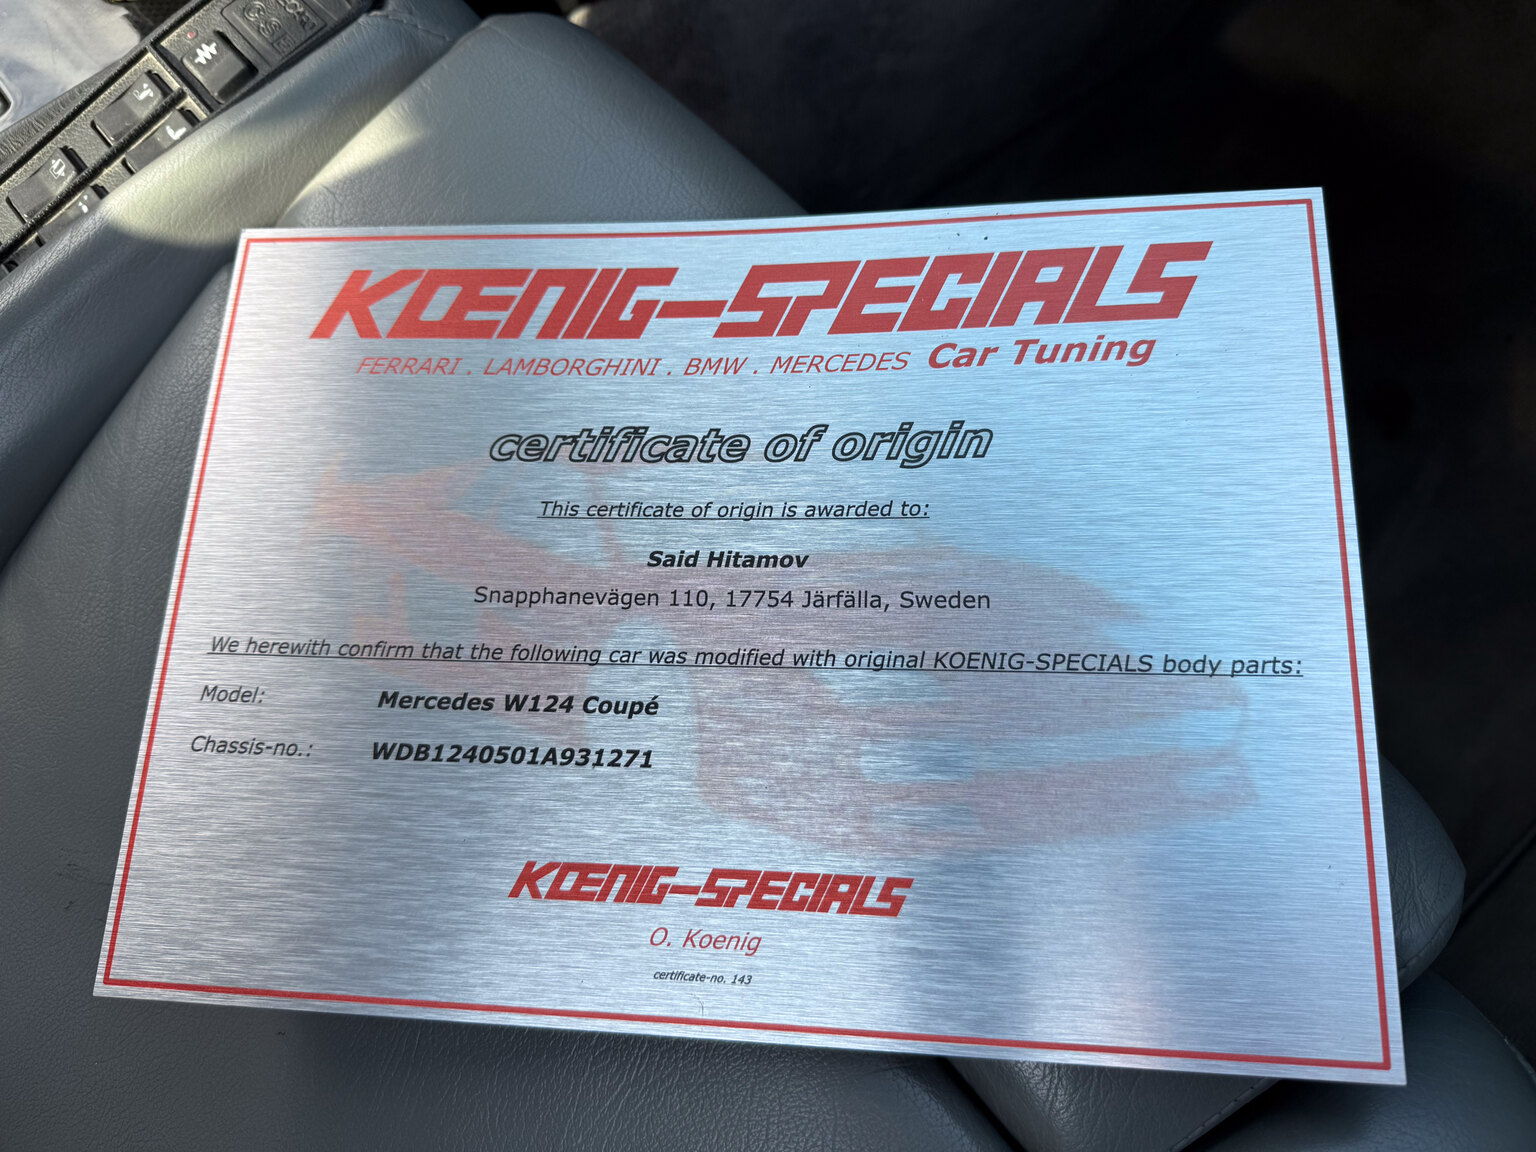 KOENIG-SPECIALS
FERRARI . LAMBORGHINI . BMW . MERCEDES Car Tuning
certificate of origin
This certificate of origin is awarded to:
Said Hitamov
Snapphanevägen 110, 17754 Järfälla, Sweden
We herewith confirm that the following car was modified with original KOENIG-SPECIALS body parts:
Model: Mercedes W124 Coupé
Chassis-no.: WDB1240501A931271
KOENIG-SPECIALS
O. Koenig
certificate-no. 143